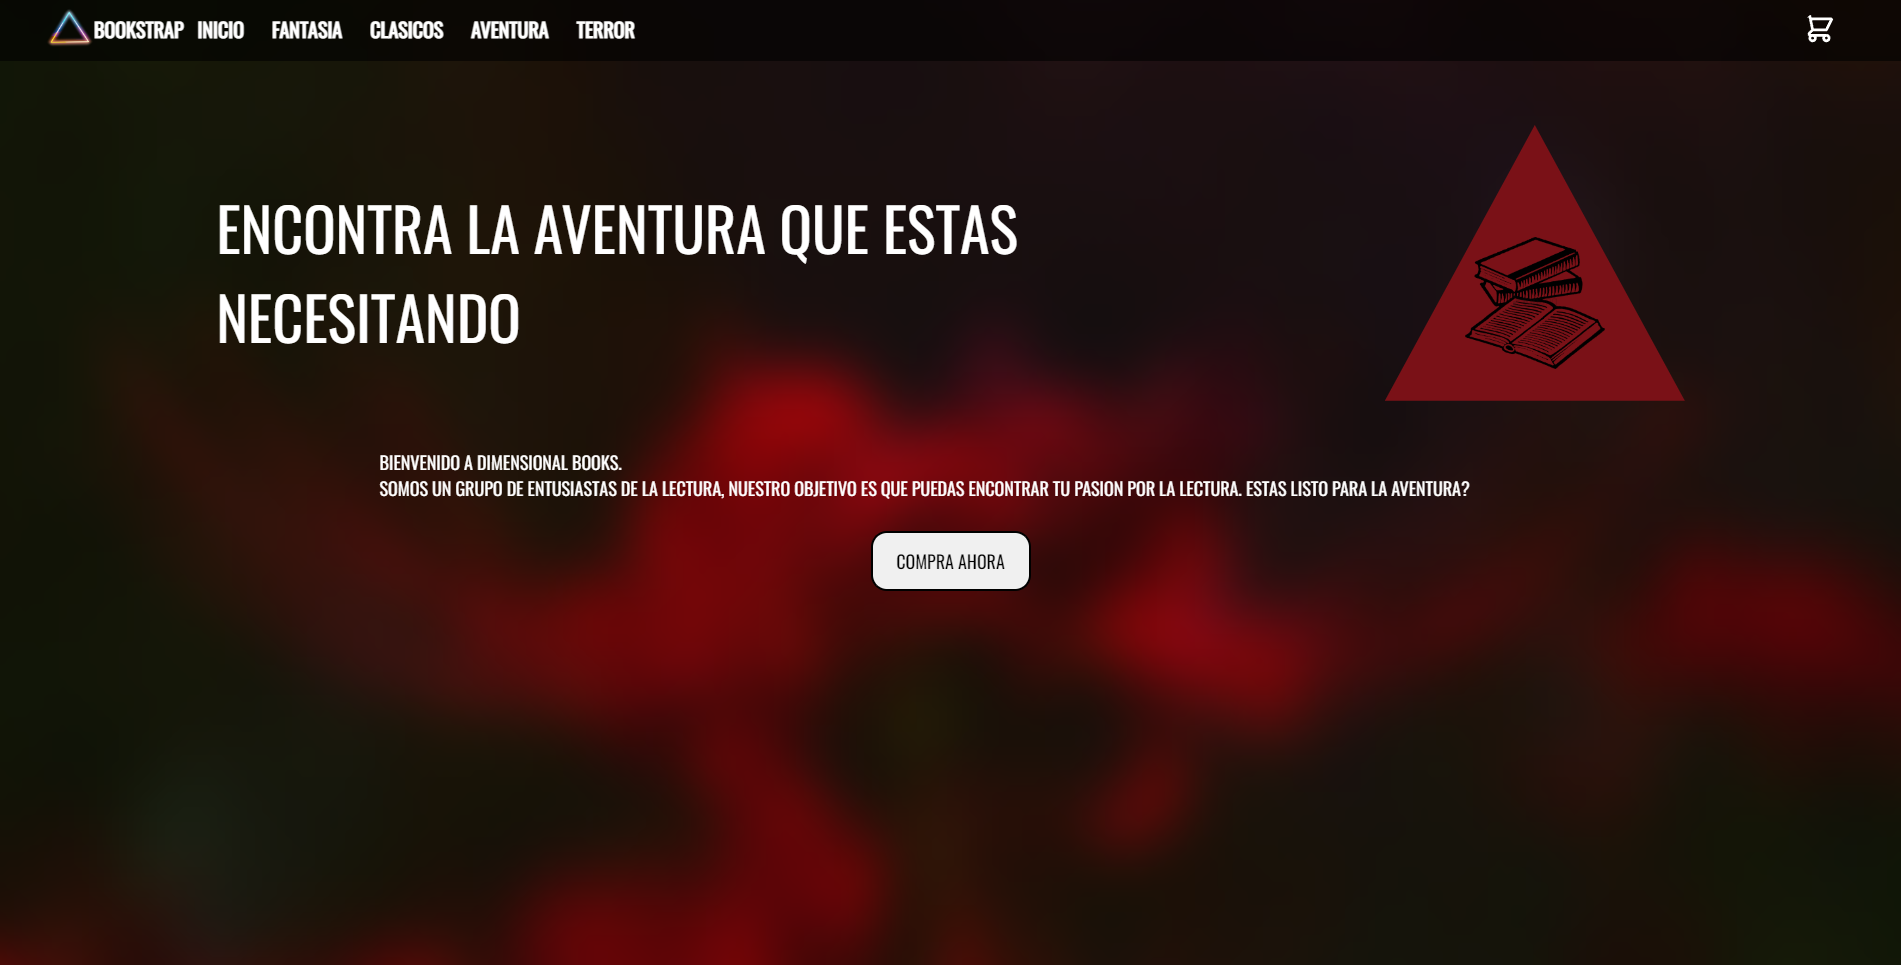 BOOKSTRAP INICIO FANTASIA CLASICOS AVENTURA TERROR
ENCONTRA LA AVENTURA QUE ESTAS
NECESITANDO
BIENVENIDO A DIMENSIONAL BOOKS.
SOMOS UN GRUPO DE ENTUSIASTAS DE LA LECTURA, NUESTRO OBJETIVO ES QUE PUEDAS ENCONTRAR TU PASION POR LA LECTURA. ESTAS LISTO PARA LA AVENTURA?
COMPRA AHORA